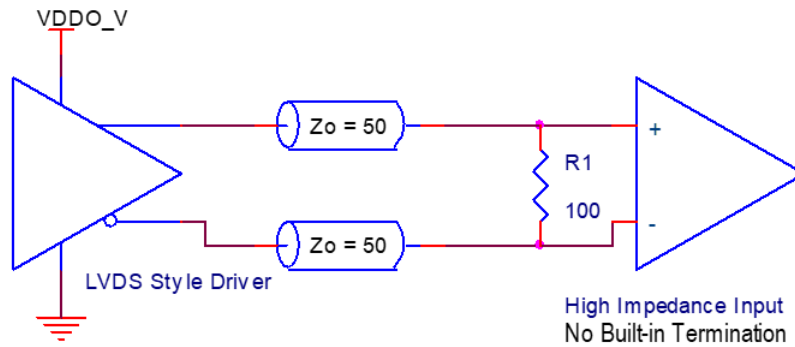 VDDO_V
Zo = 50
+
R1
100
-
Zo = 50
LVDS Style Driver
High Impedance Input
No Built-in Termination